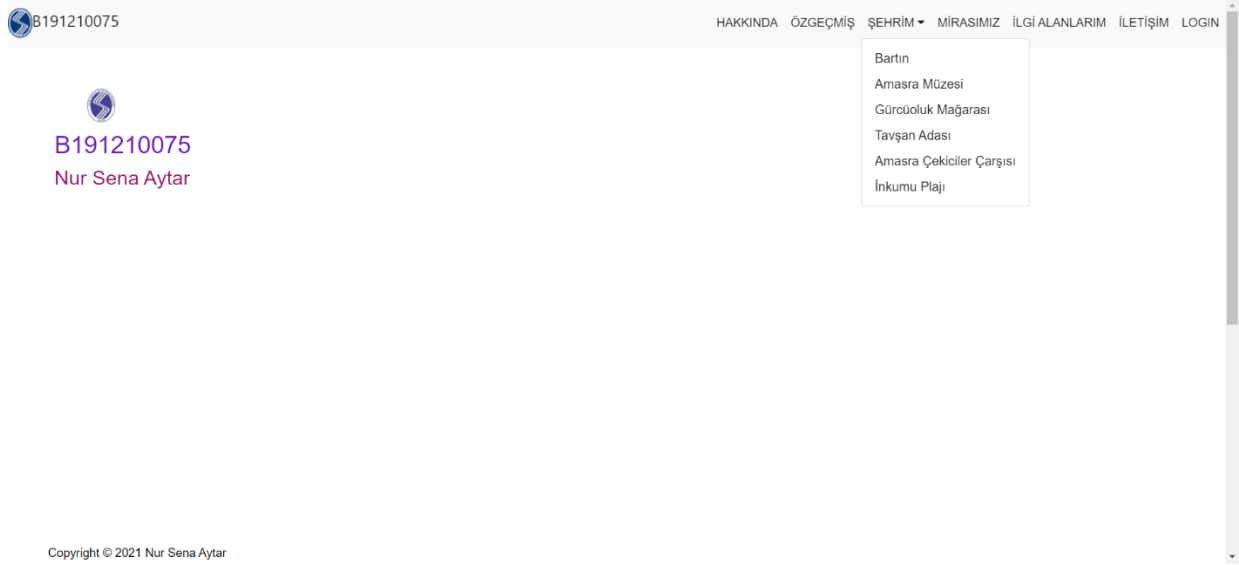 B191210075
HAKKINDA ÖZGEÇMİŞ ŞEHRİM MİRASIMIZ İLGİ ALANLARIM İLETİŞİM LOGIN
Bartın
Amasra Müzesi
Gürcüoluk Mağarası
Tavşan Adası
Amasra Çekiciler Çarşısı
İnkumu Plajı
B191210075
Nur Sena Aytar
Copyright © 2021 Nur Sena Aytar